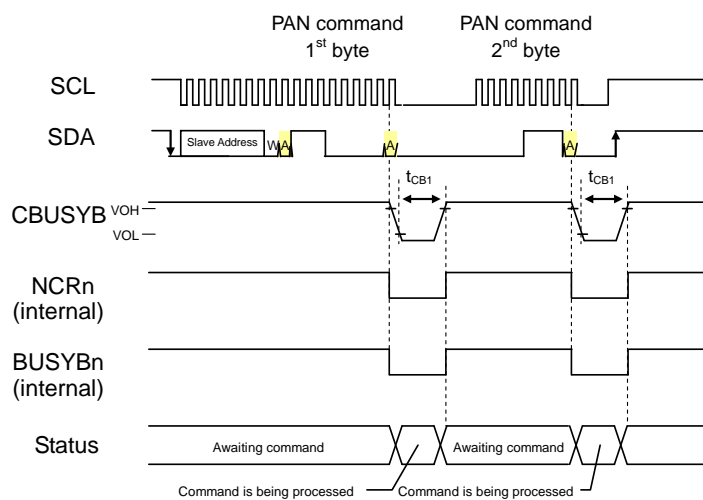 PAN command
1st byte
PAN command
2nd byte
SCL
SDA
Slave Address
W
A
A
A
tCB1
tCB1
CBUSYB
VOH
VOL
NCRn
(internal)
BUSYBn
(internal)
Status
Awaiting command
Awaiting command
Command is being processed
Command is being processed